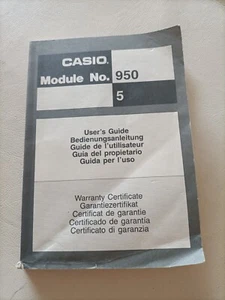 CASIO
Module No. 950
5
User's Guide
Bedienungsanleitung
Guide de l'utilisateur
Guía del propietario
Guida per l'uso
Warranty Certificate
Garantiezertifikat
Certificat de garantie
Certificado de garantía
Certificato di garanzia